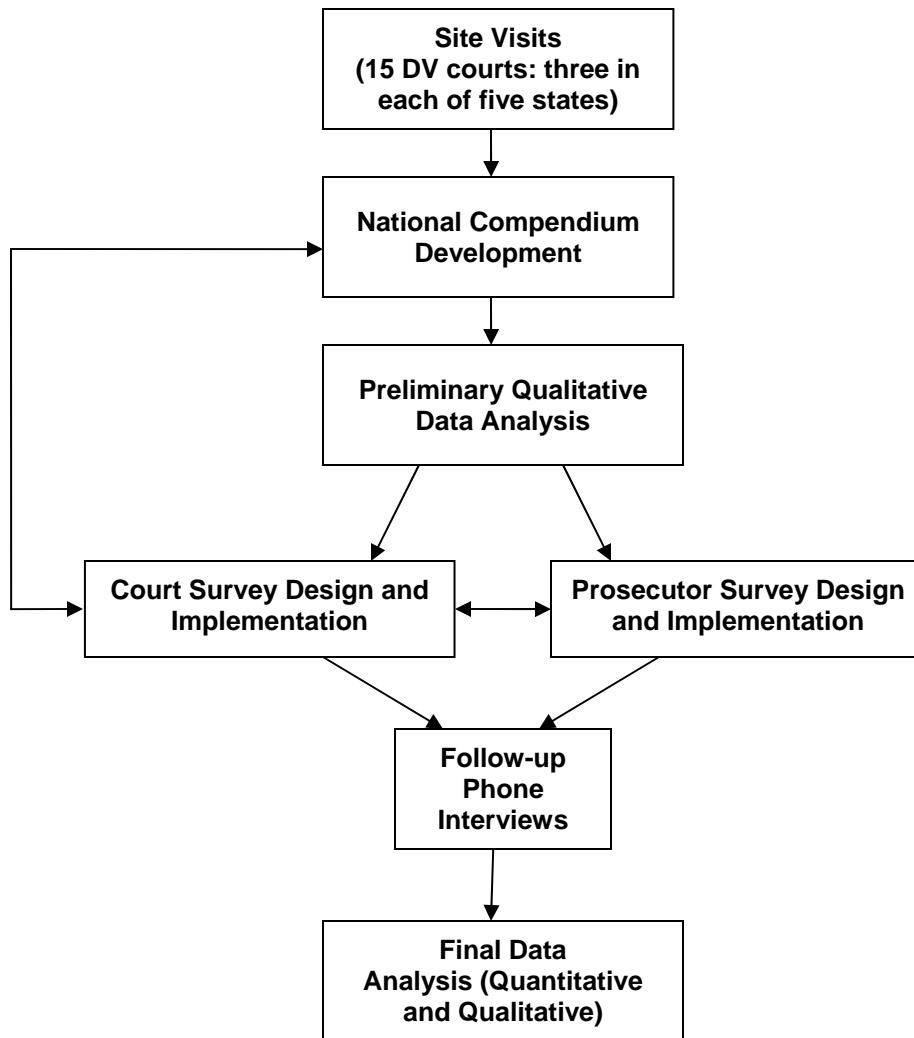 Site Visits
(15 DV courts: three in
each of five states)
National Compendium
Development
Preliminary Qualitative
Data Analysis
Court Survey Design and
Implementation
Prosecutor Survey Design
and Implementation
Follow-up
Phone
Interviews
Final Data
Analysis (Quantitative
and Qualitative)